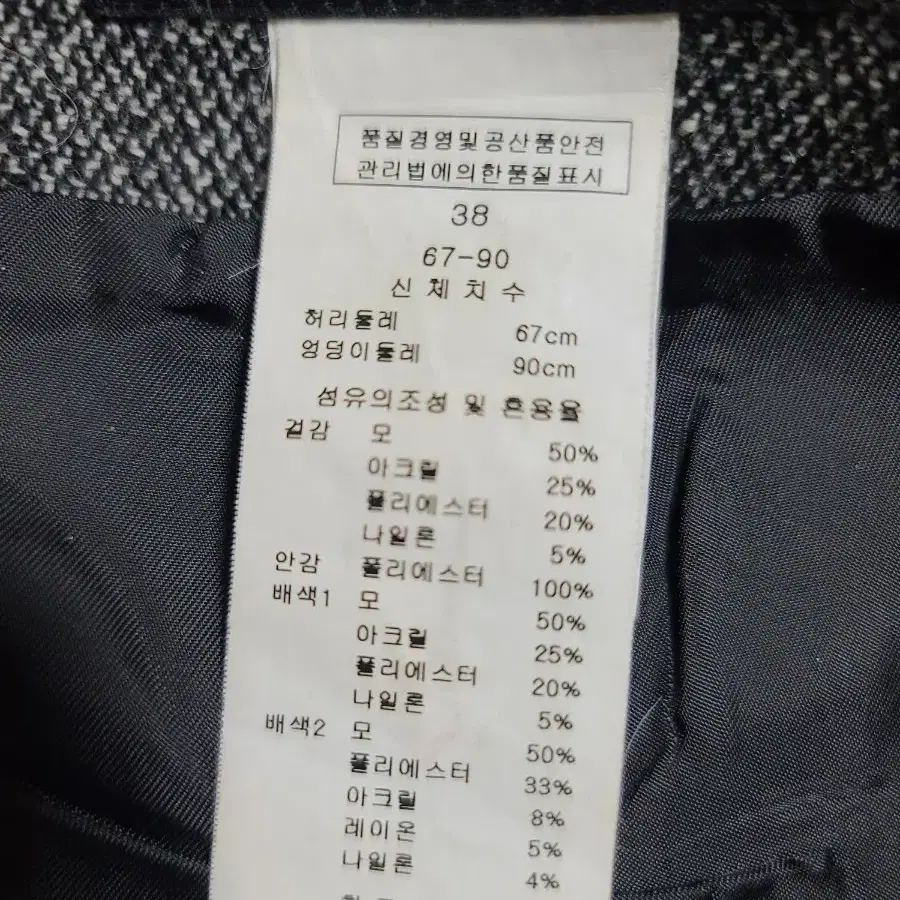 품질경영및공산품안전
관리법에의한품질표시
38
67-90
신체치수
허리둘레 67cm
엉덩이둘레 90cm
섬유의조성 및 혼용율
겉감 모 50%
아크릴 25%
폴리에스터 20%
나일론 5%
안감 폴리에스터 100%
배색1 모 50%
아크릴 25%
폴리에스터 20%
나일론 5%
배색2 모 50%
폴리에스터 33%
아크릴 8%
레이온 5%
나일론 4%